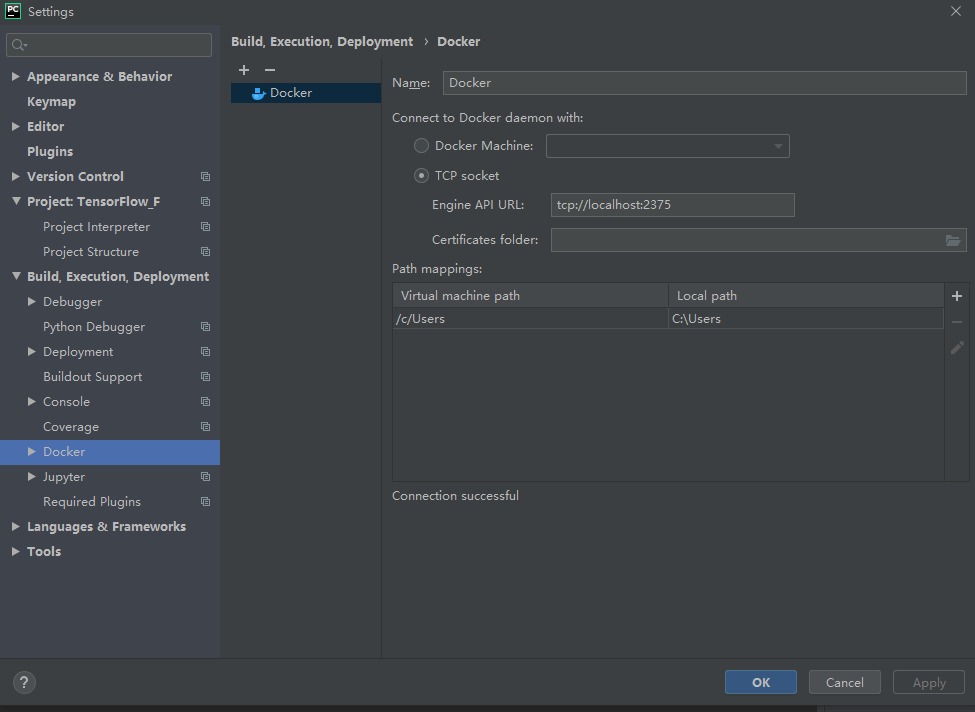 PC Settings
Build, Execution, Deployment › Docker
Appearance & Behavior
Keymap
Editor
Plugins
Version Control
Project: TensorFlow_F
Project Interpreter
Project Structure
Build, Execution, Deployment
Debugger
Python Debugger
Deployment
Buildout Support
Console
Coverage
Docker
Jupyter
Required Plugins
Languages & Frameworks
Tools
+ −
Docker
Name: Docker
Connect to Docker daemon with:
Docker Machine:
TCP socket
Engine API URL: tcp://localhost:2375
Certificates folder:
Path mappings:
Virtual machine path Local path
/c/Users C:\Users
Connection successful
? OK Cancel Apply